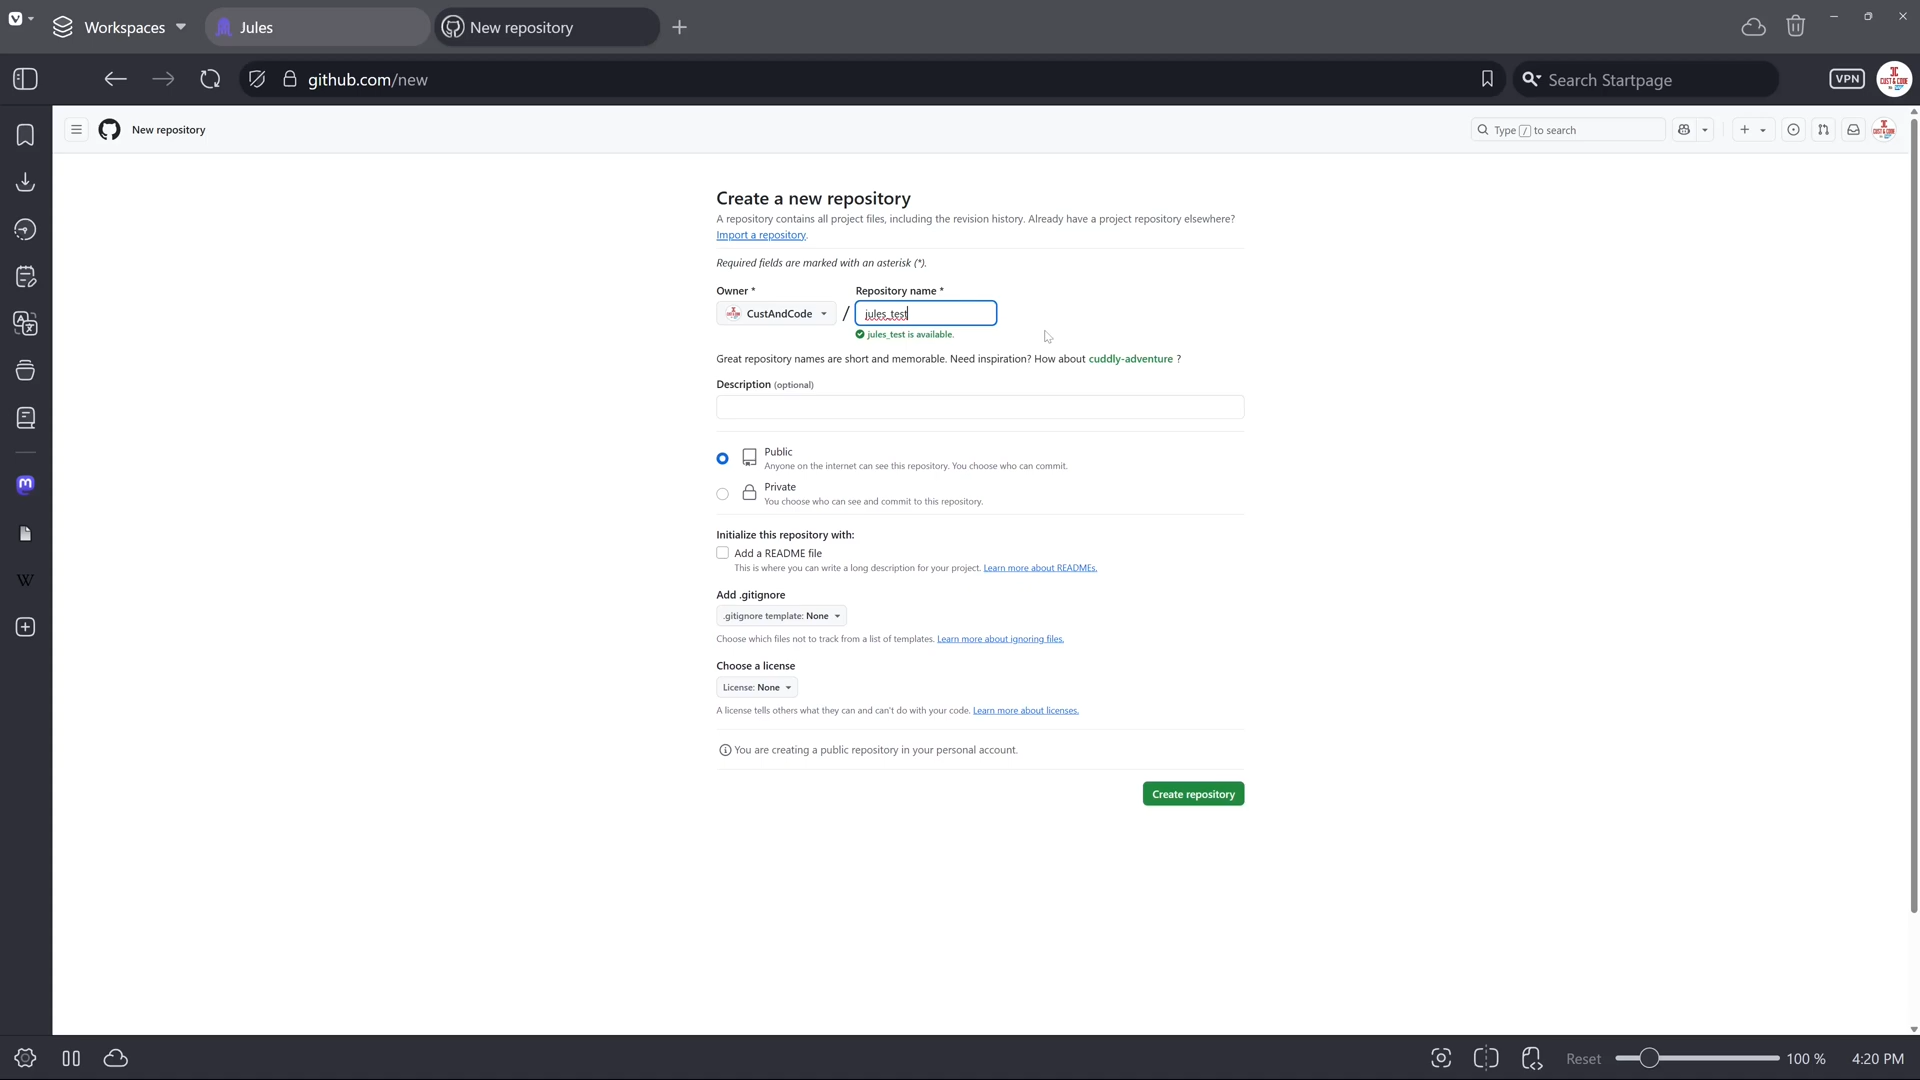 Workspaces
Jules
New repository
github.com/new
Search Startpage
VPN
New repository
Type / to search
Create a new repository
A repository contains all project files, including the revision history. Already have a project repository elsewhere?
Import a repository.
Required fields are marked with an asterisk (*).
Owner *
Repository name *
CustAndCode
/
jules_test
jules_test is available.
Great repository names are short and memorable. Need inspiration? How about cuddly-adventure ?
Description (optional)
Public
Anyone on the internet can see this repository. You choose who can commit.
Private
You choose who can see and commit to this repository.
Initialize this repository with:
Add a README file
This is where you can write a long description for your project. Learn more about READMEs.
Add .gitignore
.gitignore template: None
Choose which files not to track from a list of templates. Learn more about ignoring files.
Choose a license
License: None
A license tells others what they can and can't do with your code. Learn more about licenses.
You are creating a public repository in your personal account.
Create repository
W
Reset
100 %
4:20 PM